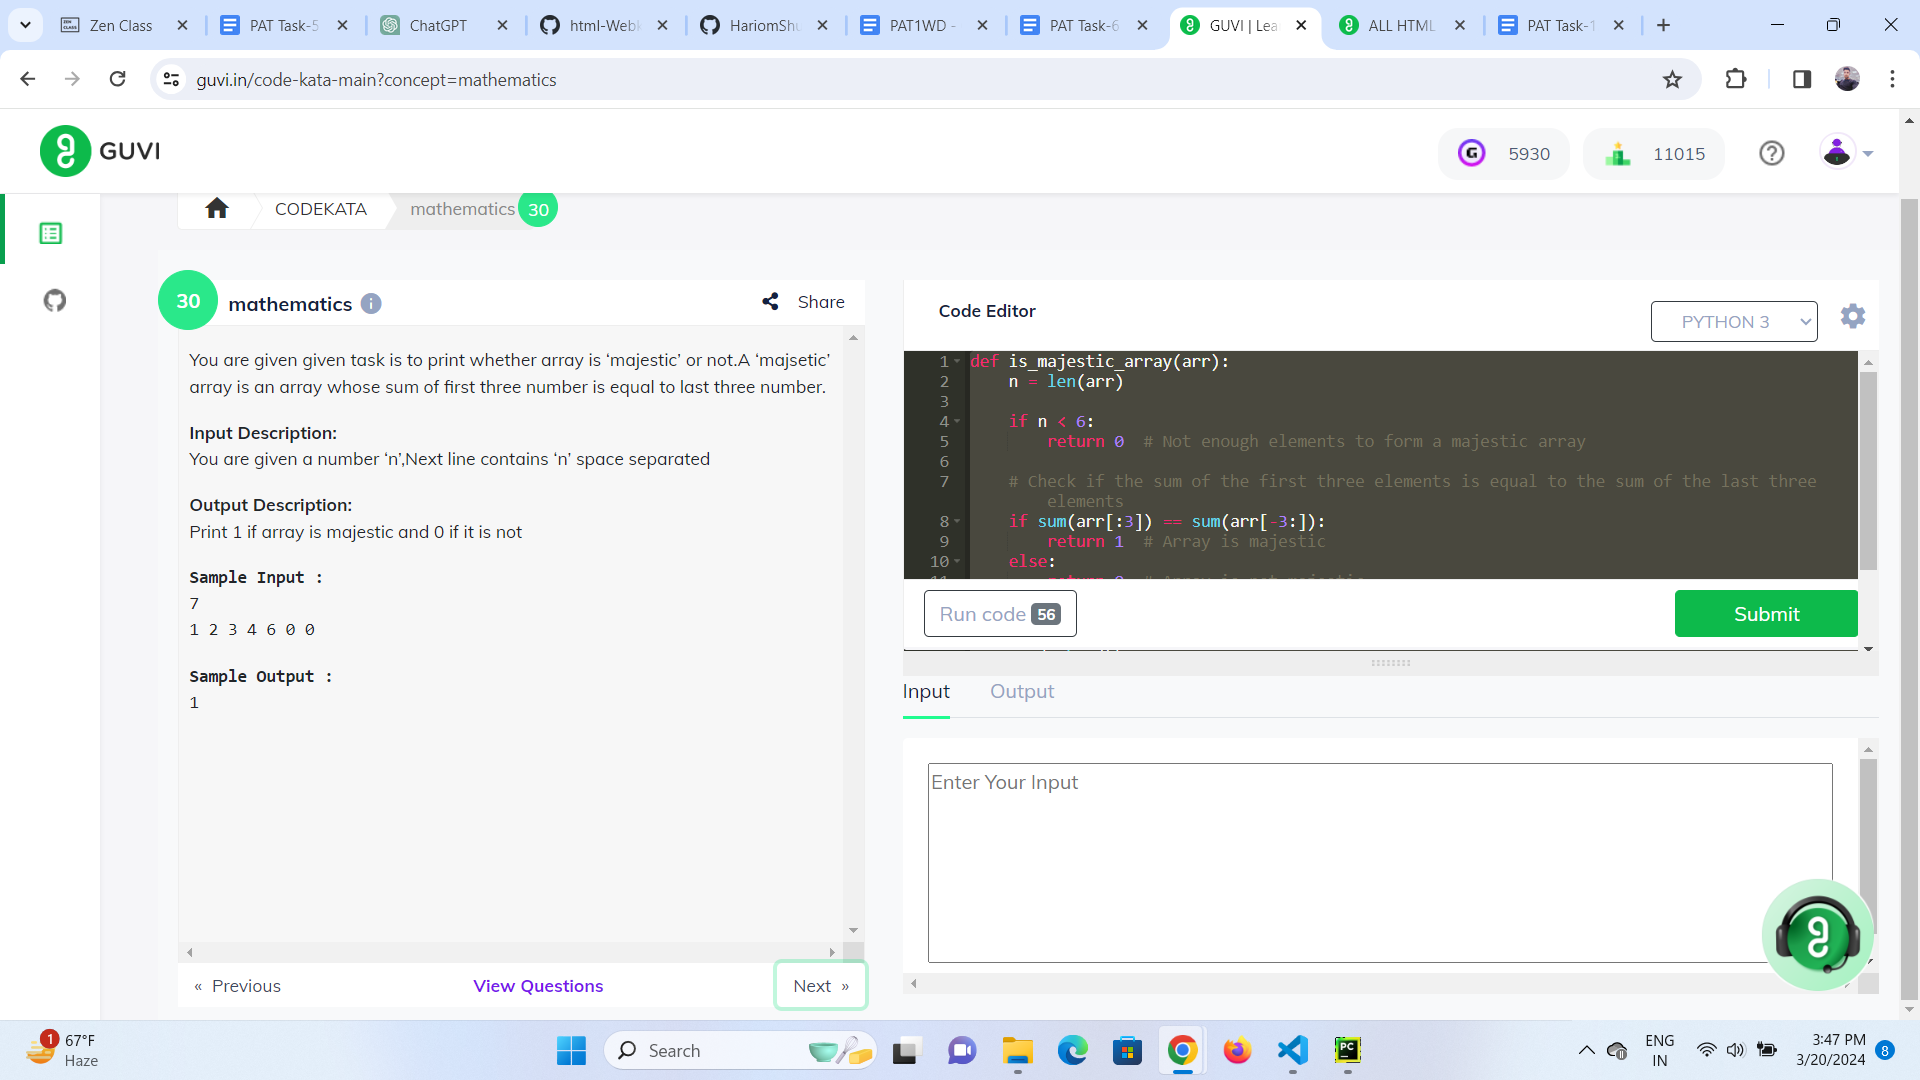 Zen Class
PAT Task-5
ChatGPT
html-Webk
HariomShu
PAT1WD -
PAT Task-6
GUVI | Lea
ALL HTML
PAT Task-1
guvi.in/code-kata-main?concept=mathematics
GUVI
5930
11015
CODEKATA
mathematics 30
30 mathematics
Share
You are given given task is to print whether array is ‘majestic’ or not.A ‘majsetic’
array is an array whose sum of first three number is equal to last three number.
Input Description:
You are given a number ‘n’,Next line contains ‘n’ space separated
Output Description:
Print 1 if array is majestic and 0 if it is not
Sample Input :
7
1 2 3 4 6 0 0
Sample Output :
1
« Previous
View Questions
Next »
Code Editor
PYTHON 3
1 def is_majestic_array(arr):
2 n = len(arr)
3
4 if n < 6:
5 return 0 # Not enough elements to form a majestic array
6
7 # Check if the sum of the first three elements is equal to the sum of the last three
elements
8 if sum(arr[:3]) == sum(arr[-3:]):
9 return 1 # Array is majestic
10 else:
11 return 0 # Array is not majestic
Run code 56
Submit
Input
Output
Enter Your Input
1
67°F
Haze
Search
PC
ENG
IN
3:47 PM
3/20/2024
8